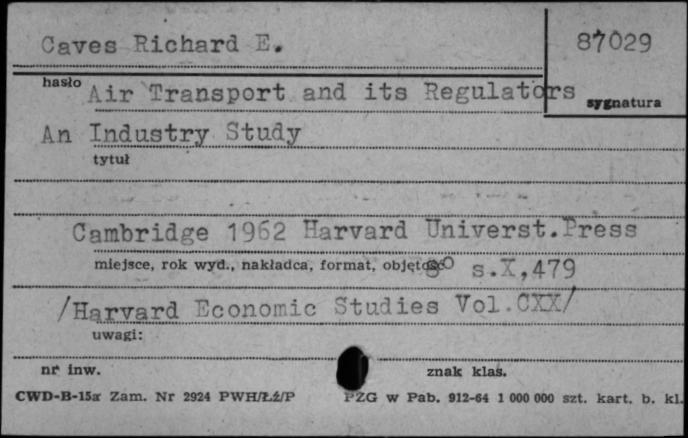 Caves Richard E.
87029
hasło
Air Transport and its Regulators
sygnatura
An Industry Study
tytuł
Cambridge 1962 Harvard Universt.Press
miejsce, rok wyd., nakładca, format, objętość
8° s.X,479
/Harvard Economic Studies Vol.CXX/
uwagi:
nr inw.
znak klas.
CWD-B-15a Zam. Nr 2924 PWH/Łź/P
PZG w Pab. 912-64 1 000 000 szt. kart. b. kl.